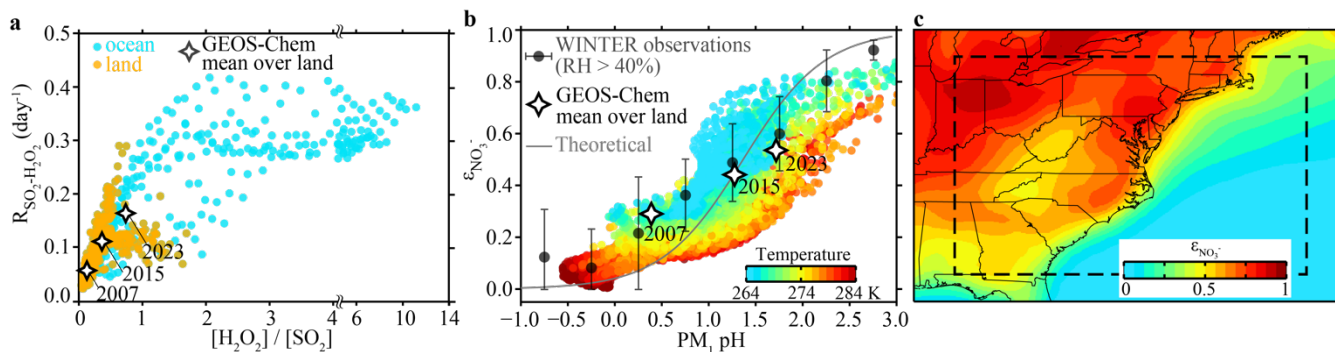 a
0.5
0.4
0.3
0.2
0.1
0.0
R_SO2-H2O2 (day⁻¹)
ocean
land
GEOS-Chem
mean over land
2023
2015
2007
0 1 2 4 6 10 14
[H₂O₂] / [SO₂]
b
1.0
0.8
0.6
0.4
0.2
0.0
ε_NO₃⁻
WINTER observations
(RH > 40%)
GEOS-Chem
mean over land
Theoretical
2023
2015
2007
Temperature
264 274 284 K
−1.0 −0.5 0.0 0.5 1.0 1.5 2.0 2.5 3.0
PM₁ pH
c
ε_NO₃⁻
0 0.5 1